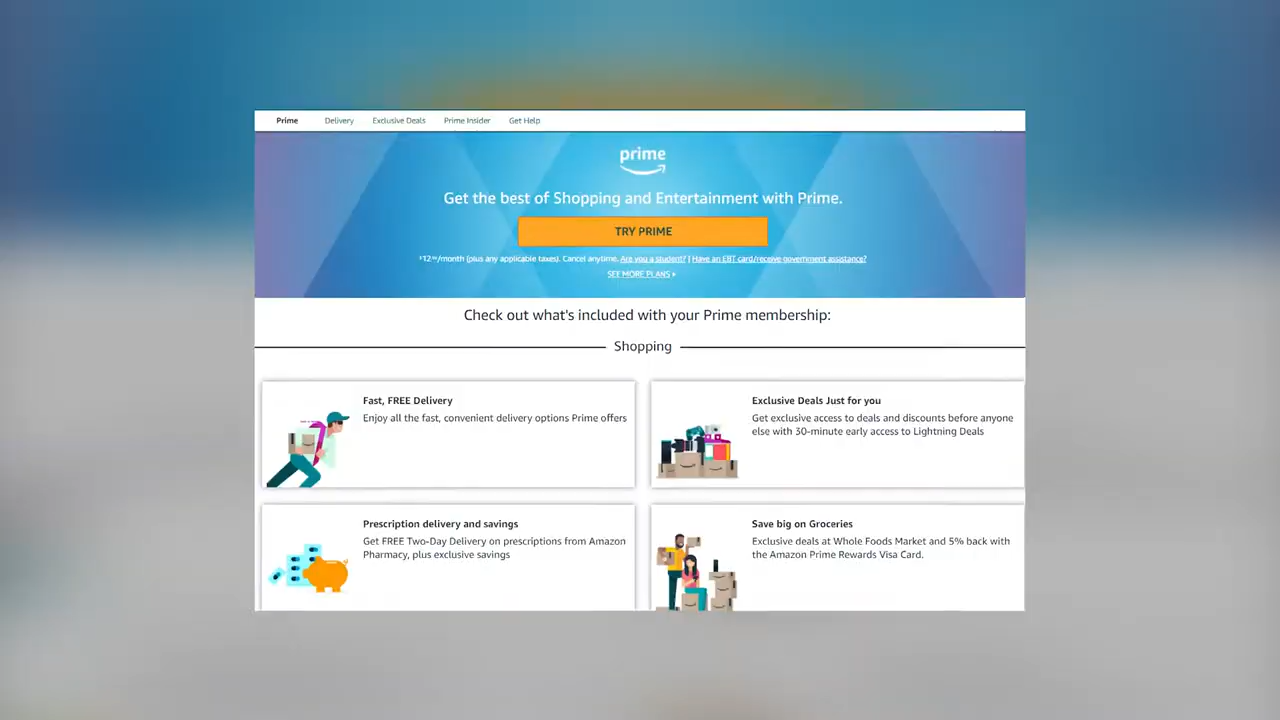 Prime Delivery Exclusive Deals Prime Insider Get Help
prime
Get the best of Shopping and Entertainment with Prime.
TRY PRIME
$12.99/month (plus any applicable taxes). Cancel anytime. Are you a student? | Have an EBT card/receive government assistance?
SEE MORE PLANS
Check out what's included with your Prime membership:
Shopping
Fast, FREE Delivery
Enjoy all the fast, convenient delivery options Prime offers
Exclusive Deals Just for you
Get exclusive access to deals and discounts before anyone
else with 30-minute early access to Lightning Deals
Prescription delivery and savings
Get FREE Two-Day Delivery on prescriptions from Amazon
Pharmacy, plus exclusive savings
Save big on Groceries
Exclusive deals at Whole Foods Market and 5% back with
the Amazon Prime Rewards Visa Card.